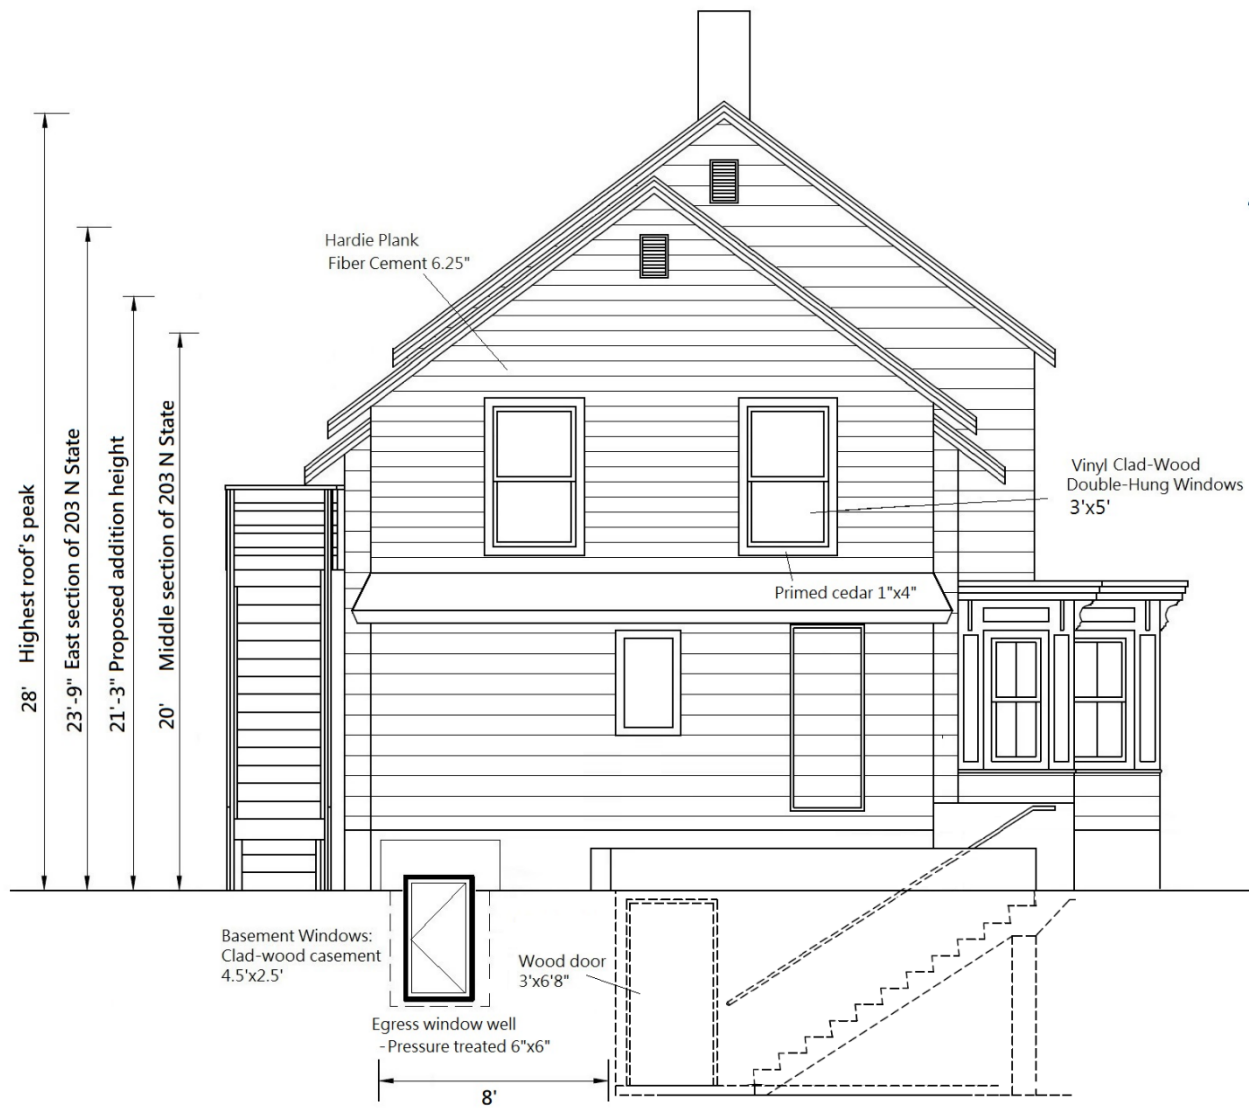 Hardie Plank
Fiber Cement 6.25"
28' Highest roof's peak
23'-9" East section of 203 N State
21'-3" Proposed addition height
20' Middle section of 203 N State
Vinyl Clad-Wood
Double-Hung Windows
3'x5'
Primed cedar 1"x4"
Basement Windows:
Clad-wood casement
4.5'x2.5'
Wood door
3'x6'8"
Egress window well
-Pressure treated 6"x6"
8'